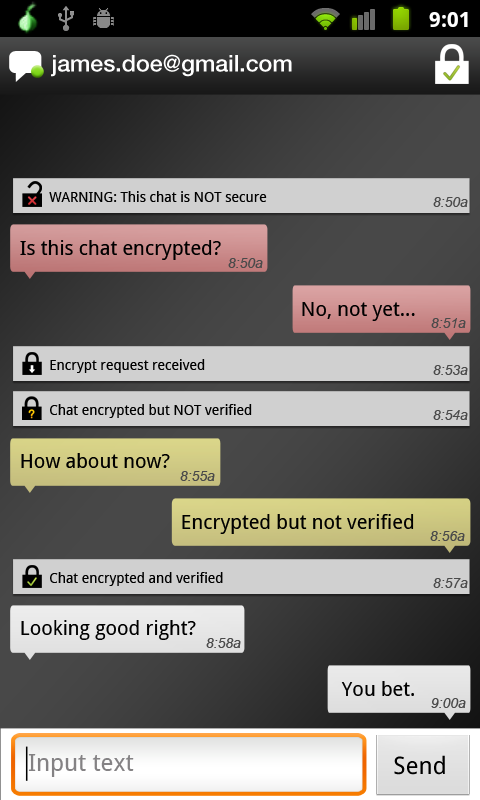 9:01
james.doe@gmail.com
WARNING: This chat is NOT secure
8:50a
Is this chat encrypted?
8:50a
No, not yet...
8:51a
Encrypt request received
8:53a
Chat encrypted but NOT verified
8:54a
How about now?
8:55a
Encrypted but not verified
8:56a
Chat encrypted and verified
8:57a
Looking good right?
8:58a
You bet.
9:00a
Input text
Send